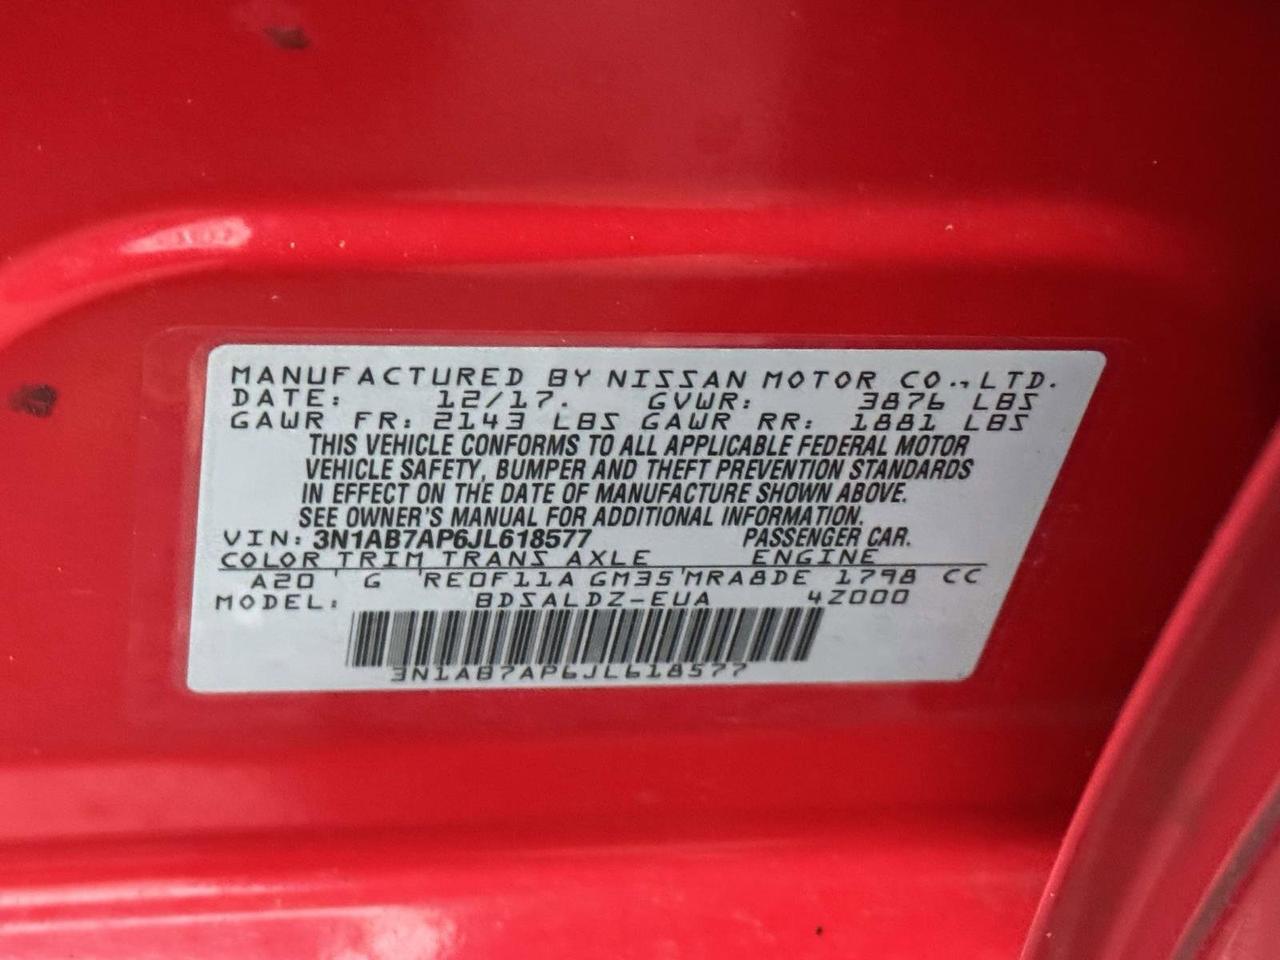 MANUFACTURED BY NISSAN MOTOR CO.,LTD.
DATE: 12/17. GVWR: 3876 LBS
GAWR FR: 2143 LBS GAWR RR: 1881 LBS
THIS VEHICLE CONFORMS TO ALL APPLICABLE FEDERAL MOTOR
VEHICLE SAFETY, BUMPER AND THEFT PREVENTION STANDARDS
IN EFFECT ON THE DATE OF MANUFACTURE SHOWN ABOVE.
SEE OWNER'S MANUAL FOR ADDITIONAL INFORMATION.
VIN: 3N1AB7AP6JL618577 PASSENGER CAR.
COLOR TRIM TRANS AXLE ENGINE
A20 ' G 'RE0F11A GM35'MRA8DE 1798 CC
MODEL: BDSALDZ-EUA 4Z000
3N1AB7AP6JL618577